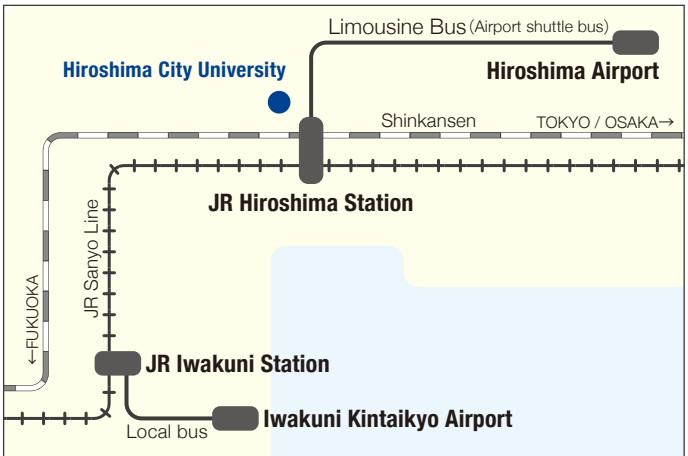 Limousine Bus (Airport shuttle bus)
Hiroshima City University
Hiroshima Airport
Shinkansen
TOKYO / OSAKA→
JR Hiroshima Station
JR Sanyo Line
←FUKUOKA
JR Iwakuni Station
Iwakuni Kintaikyo Airport
Local bus